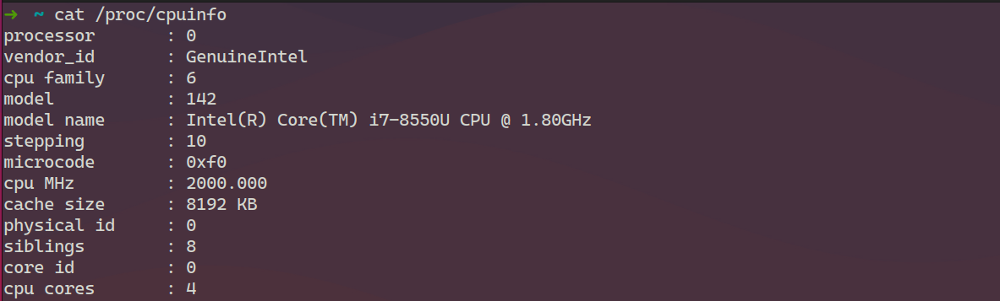 ➜  ~ cat /proc/cpuinfo
processor       : 0
vendor_id       : GenuineIntel
cpu family      : 6
model           : 142
model name      : Intel(R) Core(TM) i7-8550U CPU @ 1.80GHz
stepping        : 10
microcode       : 0xf0
cpu MHz         : 2000.000
cache size      : 8192 KB
physical id     : 0
siblings        : 8
core id         : 0
cpu cores       : 4